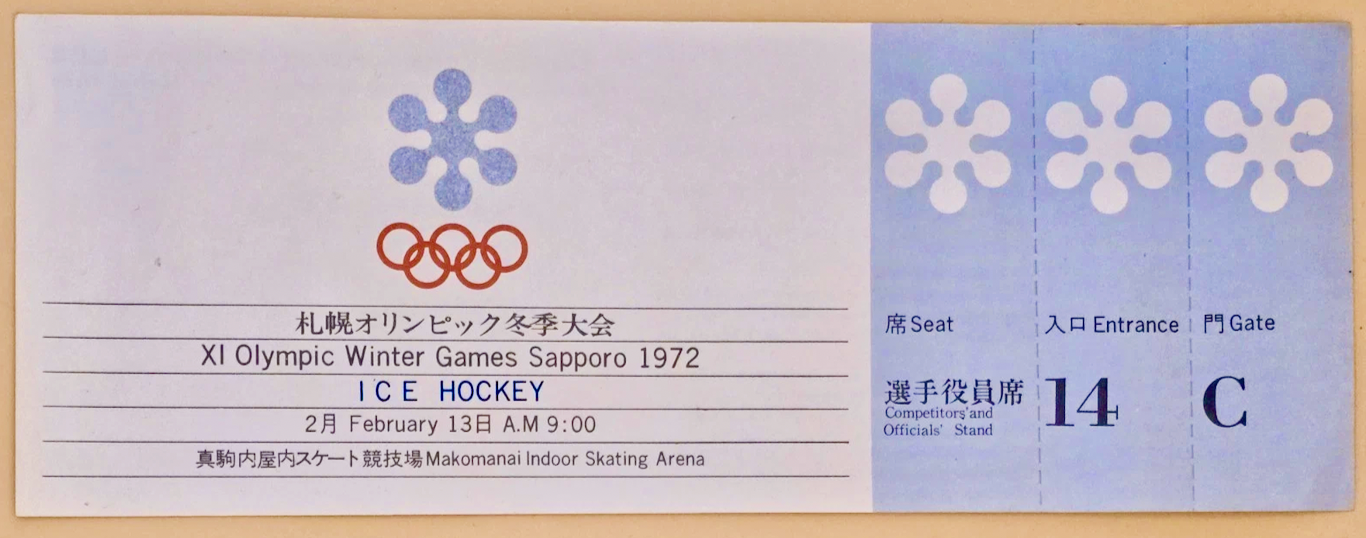 札幌オリンピック冬季大会
XI Olympic Winter Games Sapporo 1972
ICE HOCKEY
2月 February 13日 A.M 9:00
真駒内屋内スケート競技場 Makomanai Indoor Skating Arena
席 Seat
選手役員席
Competitors' and
Officials' Stand
入口 Entrance
14
門 Gate
C